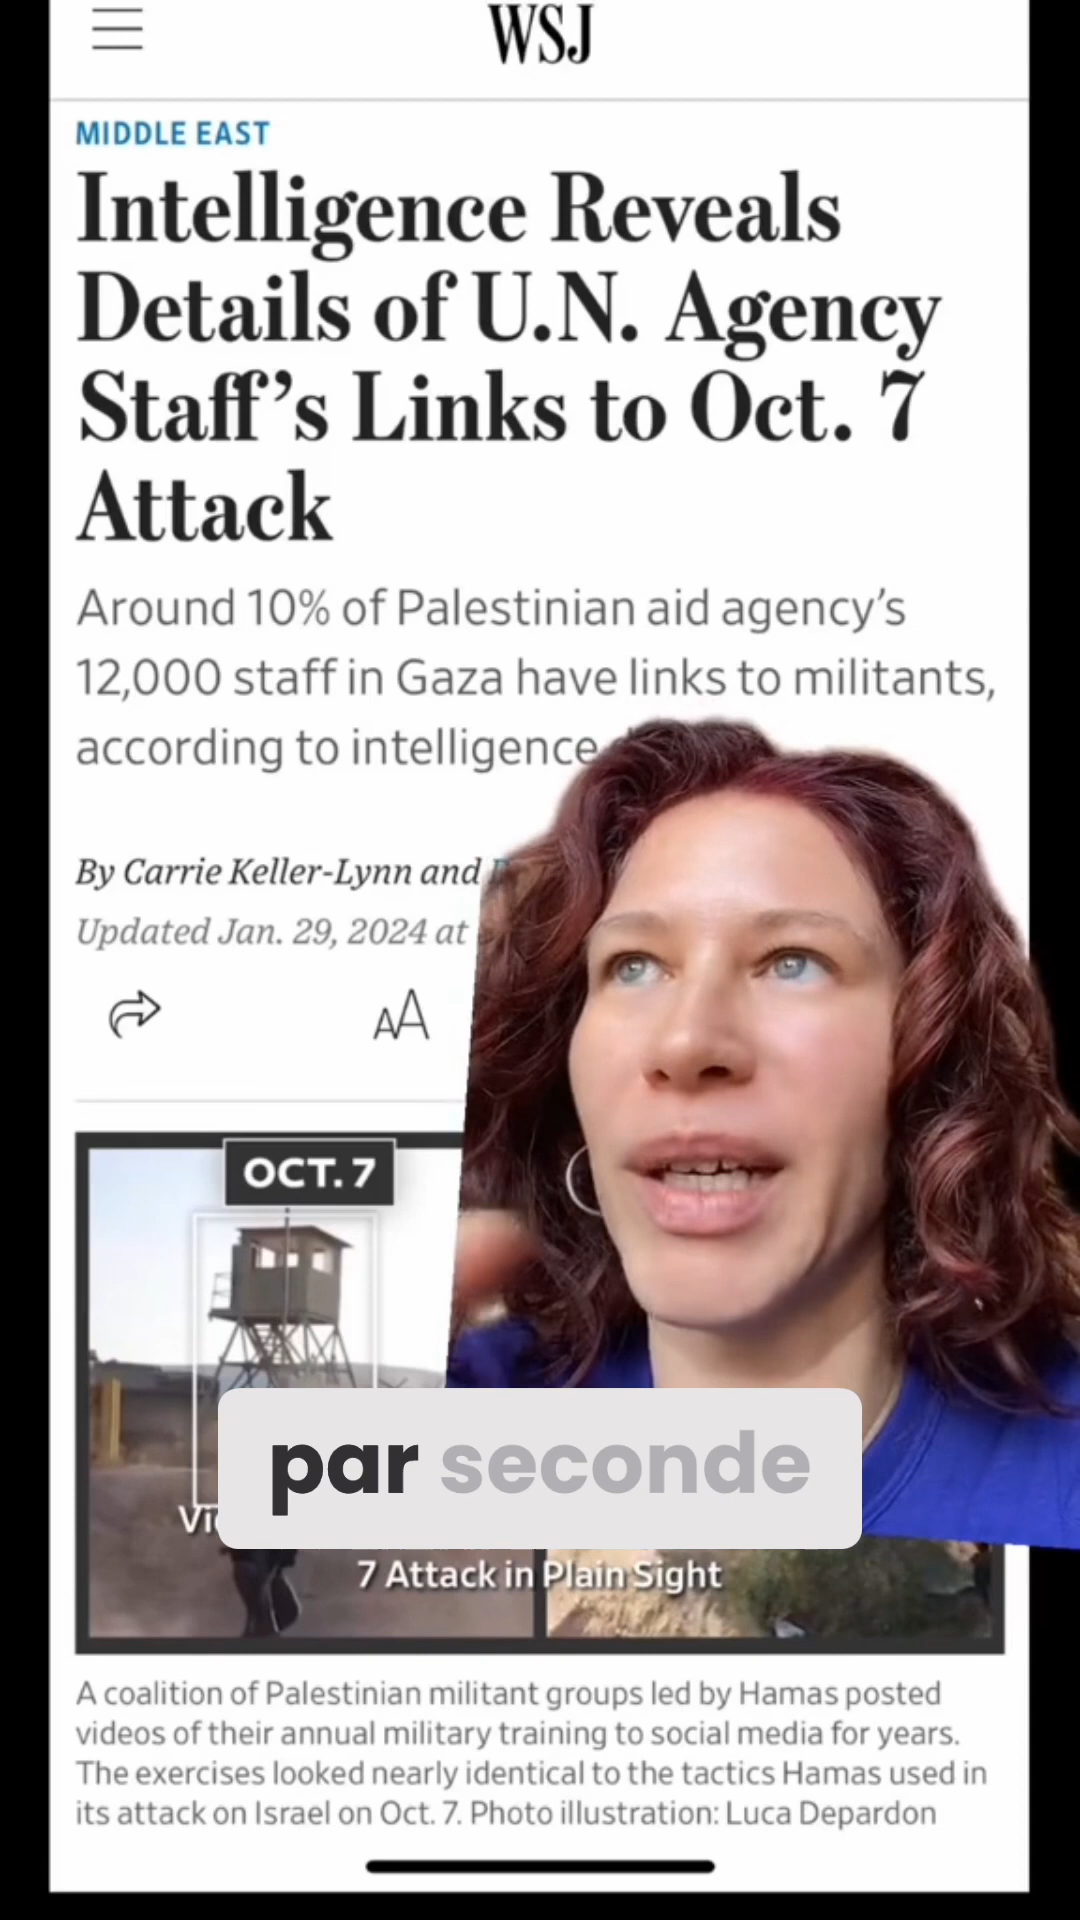 WSJ
MIDDLE EAST
Intelligence Reveals
Details of U.N. Agency
Staff’s Links to Oct. 7
Attack
Around 10% of Palestinian aid agency’s
12,000 staff in Gaza have links to militants,
according to intelligence
By Carrie Keller-Lynn and
Updated Jan. 29, 2024 at
AA
OCT. 7
par seconde
7 Attack in Plain Sight
A coalition of Palestinian militant groups led by Hamas posted
videos of their annual military training to social media for years.
The exercises looked nearly identical to the tactics Hamas used in
its attack on Israel on Oct. 7. Photo illustration: Luca Depardon